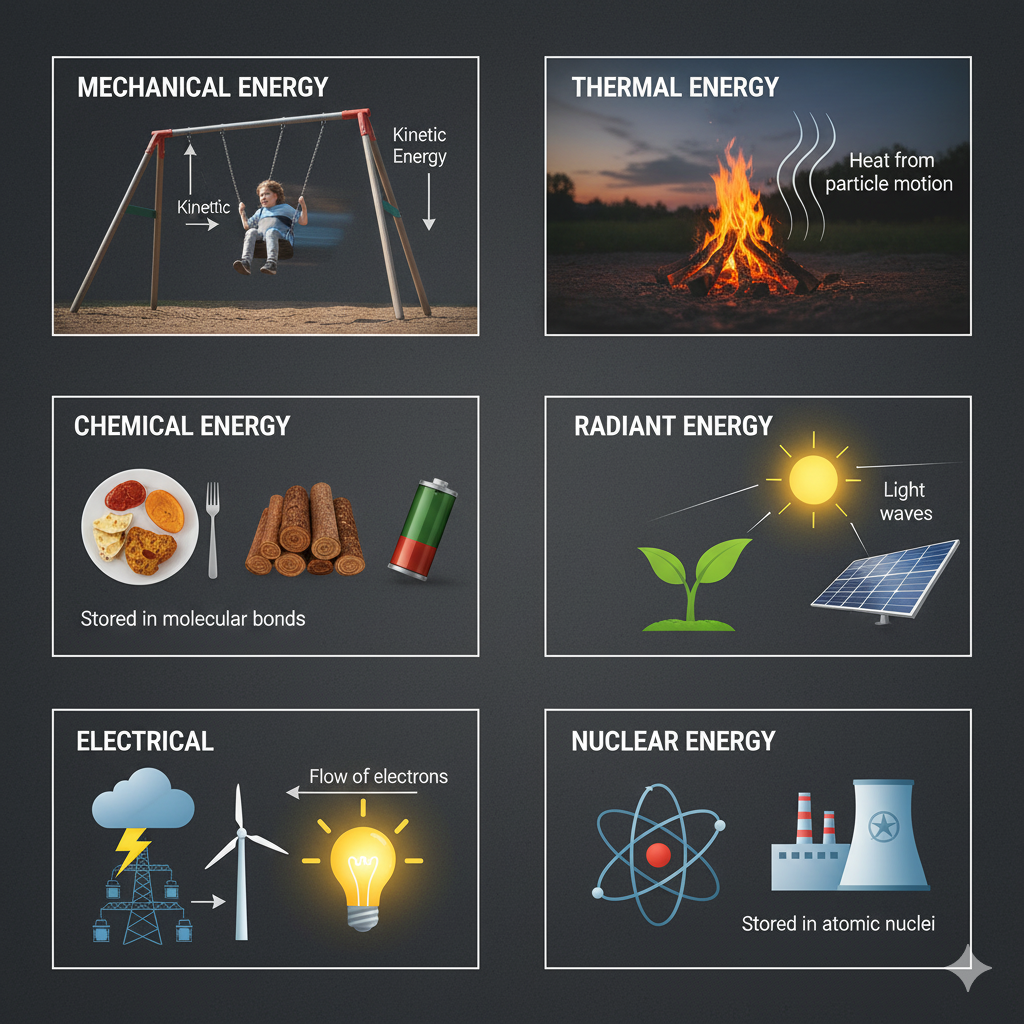 MECHANICAL ENERGY
Kinetic
Energy
Kinettic
THERMAL ENERGY
Heat from
particle motion
CHEMICAL ENERGY
Stored in molecular bonds
RADIANT ENERGY
Light
waves
ELECTRICAL
Flow of electrons
NUCLEAR ENERGY
Stored in atomic nuclei